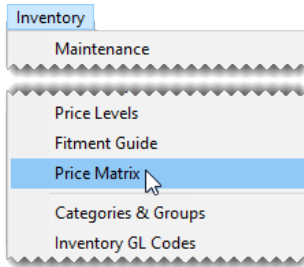 Inventory
Maintenance
Price Levels
Fitment Guide
Price Matrix
Categories & Groups
Inventory GL Codes